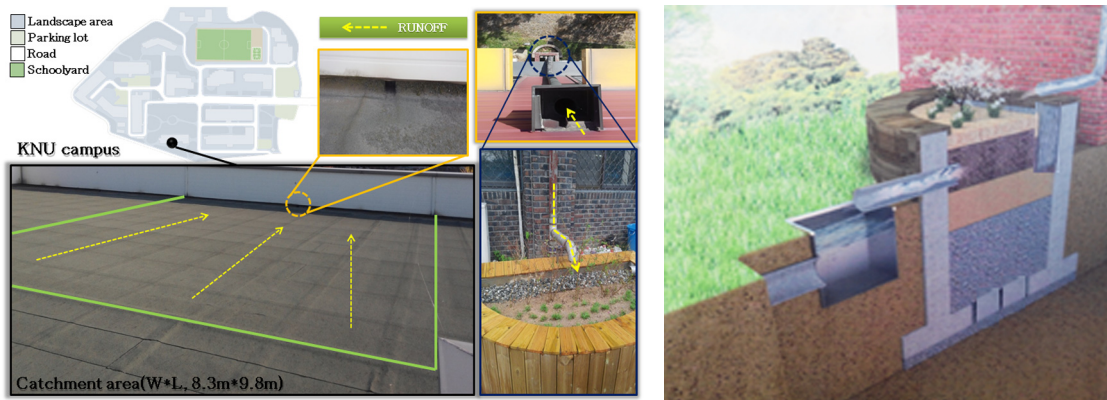 Landscape area
Parking lot
Road
Schoolyard
RUNOFF
KNU campus
Catchment area(W*L, 8.3m*9.8m)